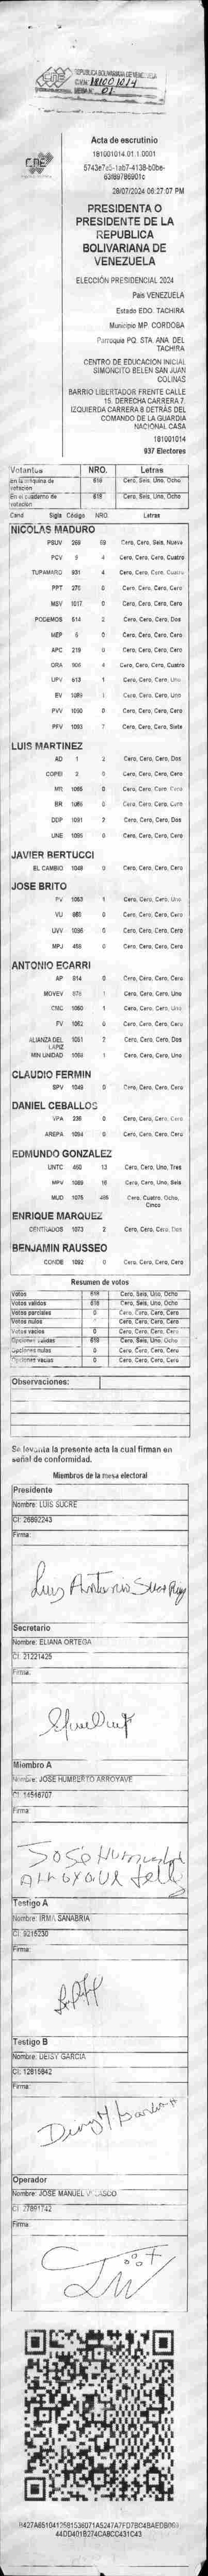 CNE
REPUBLICA BOLIVARIANA DE VENEZUELA
CNV: 181001014
MESA: 01
Acta de escrutinio
181001014.01.1.0001
28/07/2024 06:27:07 PM
PRESIDENTA O
PRESIDENTE DE LA
REPUBLICA
BOLIVARIANA DE
VENEZUELA
ELECCIÓN PRESIDENCIAL 2024
País VENEZUELA
Estado EDO. TACHIRA
Municipio MP. CORDOBA
Parroquia PQ. STA. ANA DEL
TACHIRA
CENTRO DE EDUCACION INICIAL
SIMONCITO BELEN SAN JUAN
COLINAS
BARRIO LIBERTADOR FRENTE CALLE
15. DERECHA CARRERA 7.
IZQUIERDA CARRERA 8 DETRÁS DEL
COMANDO DE LA GUARDIA
NACIONAL CASA
181001014
937 Electores
Votantes NRO. Letras
En la máquina de votación 618 Cero, Seis, Uno, Ocho
En el cuaderno de votación 618 Cero, Seis, Uno, Ocho
Cand Sigla Código NRO. Letras
NICOLAS MADURO
PSUV 269 69 Cero, Cero, Seis, Nueve
PCV 5 4 Cero, Cero, Cero, Cuatro
TUPAMARO 931 4 Cero, Cero, Cero, Cuatro
PPT 275 0 Cero, Cero, Cero, Cero
MSV 1017 0 Cero, Cero, Cero, Cero
PODEMOS 514 2 Cero, Cero, Cero, Dos
MEP 6 0 Cero, Cero, Cero, Cero
APC 219 0 Cero, Cero, Cero, Cero
ORA 906 4 Cero, Cero, Cero, Cuatro
UPV 613 1 Cero, Cero, Cero, Uno
EV 1089 1 Cero, Cero, Cero, Uno
PVV 1090 0 Cero, Cero, Cero, Cero
PFV 1093 7 Cero, Cero, Cero, Siete
LUIS MARTINEZ
AD 1 2 Cero, Cero, Cero, Dos
COPEI 2 0 Cero, Cero, Cero, Cero
MR 1065 0 Cero, Cero, Cero, Cero
BR 1086 0 Cero, Cero, Cero, Cero
DDP 1091 2 Cero, Cero, Cero, Dos
UNE 1095 0 Cero, Cero, Cero, Cero
JAVIER BERTUCCI
EL CAMBIO 1048 0 Cero, Cero, Cero, Cero
JOSE BRITO
PV 1053 1 Cero, Cero, Cero, Uno
VU 968 0 Cero, Cero, Cero, Cero
UVV 1096 0 Cero, Cero, Cero, Cero
MPJ 458 0 Cero, Cero, Cero, Cero
ANTONIO ECARRI
AP 914 0 Cero, Cero, Cero, Cero
MOVEV 876 1 Cero, Cero, Cero, Uno
CMC 1060 1 Cero, Cero, Cero, Uno
FV 1062 0 Cero, Cero, Cero, Cero
ALIANZA DEL LAPIZ 1051 2 Cero, Cero, Cero, Dos
MIN UNIDAD 1069 1 Cero, Cero, Cero, Uno
CLAUDIO FERMIN
SPV 1049 0 Cero, Cero, Cero, Cero
DANIEL CEBALLOS
VPA 236 0 Cero, Cero, Cero, Cero
AREPA 1094 0 Cero, Cero, Cero, Cero
EDMUNDO GONZALEZ
UNTC 460 13 Cero, Cero, Uno, Tres
MPV 1069 16 Cero, Cero, Uno, Seis
MUD 1075 485 Cero, Cuatro, Ocho, Cinco
ENRIQUE MARQUEZ
CENTRADOS 1073 2 Cero, Cero, Cero, Dos
BENJAMIN RAUSSEO
CONDE 1092 0 Cero, Cero, Cero, Cero
Resumen de votos
Votos 618 Cero, Seis, Uno, Ocho
Votos válidos 618 Cero, Seis, Uno, Ocho
Votos parciales 0 Cero, Cero, Cero, Cero
Votos nulos Cero, Cero, Cero, Cero
Votos vacíos 0 Cero, Cero, Cero, Cero
Opciones válidas 618 Cero, Seis, Uno, Ocho
Opciones nulas 0 Cero, Cero, Cero, Cero
Opciones vacías 0 Cero, Cero, Cero, Cero
Observaciones:
Se levanta la presente acta la cual firman en
señal de conformidad.
Miembros de la mesa electoral
Presidente
Nombre: LUIS SUCRE
CI: 26892243
Firma:
Luis Antonio Sucre
Secretario
Nombre: ELIANA ORTEGA
CI: 21221425
Firma:
Miembro A
Nombre: JOSE HUMBERTO ARROYAVE
CI: 14546707
Firma:
JOSE Humberto
ARROYAVE
Testigo A
Nombre: IRMA SANABRIA
CI: 9215230
Firma:
Testigo B
Nombre: DEISY GARCIA
CI: 12815842
Firma:
Operador
Nombre: JOSE MANUEL VELASCO
CI: 27891742
Firma:
44DD401B274CA8CC431C43